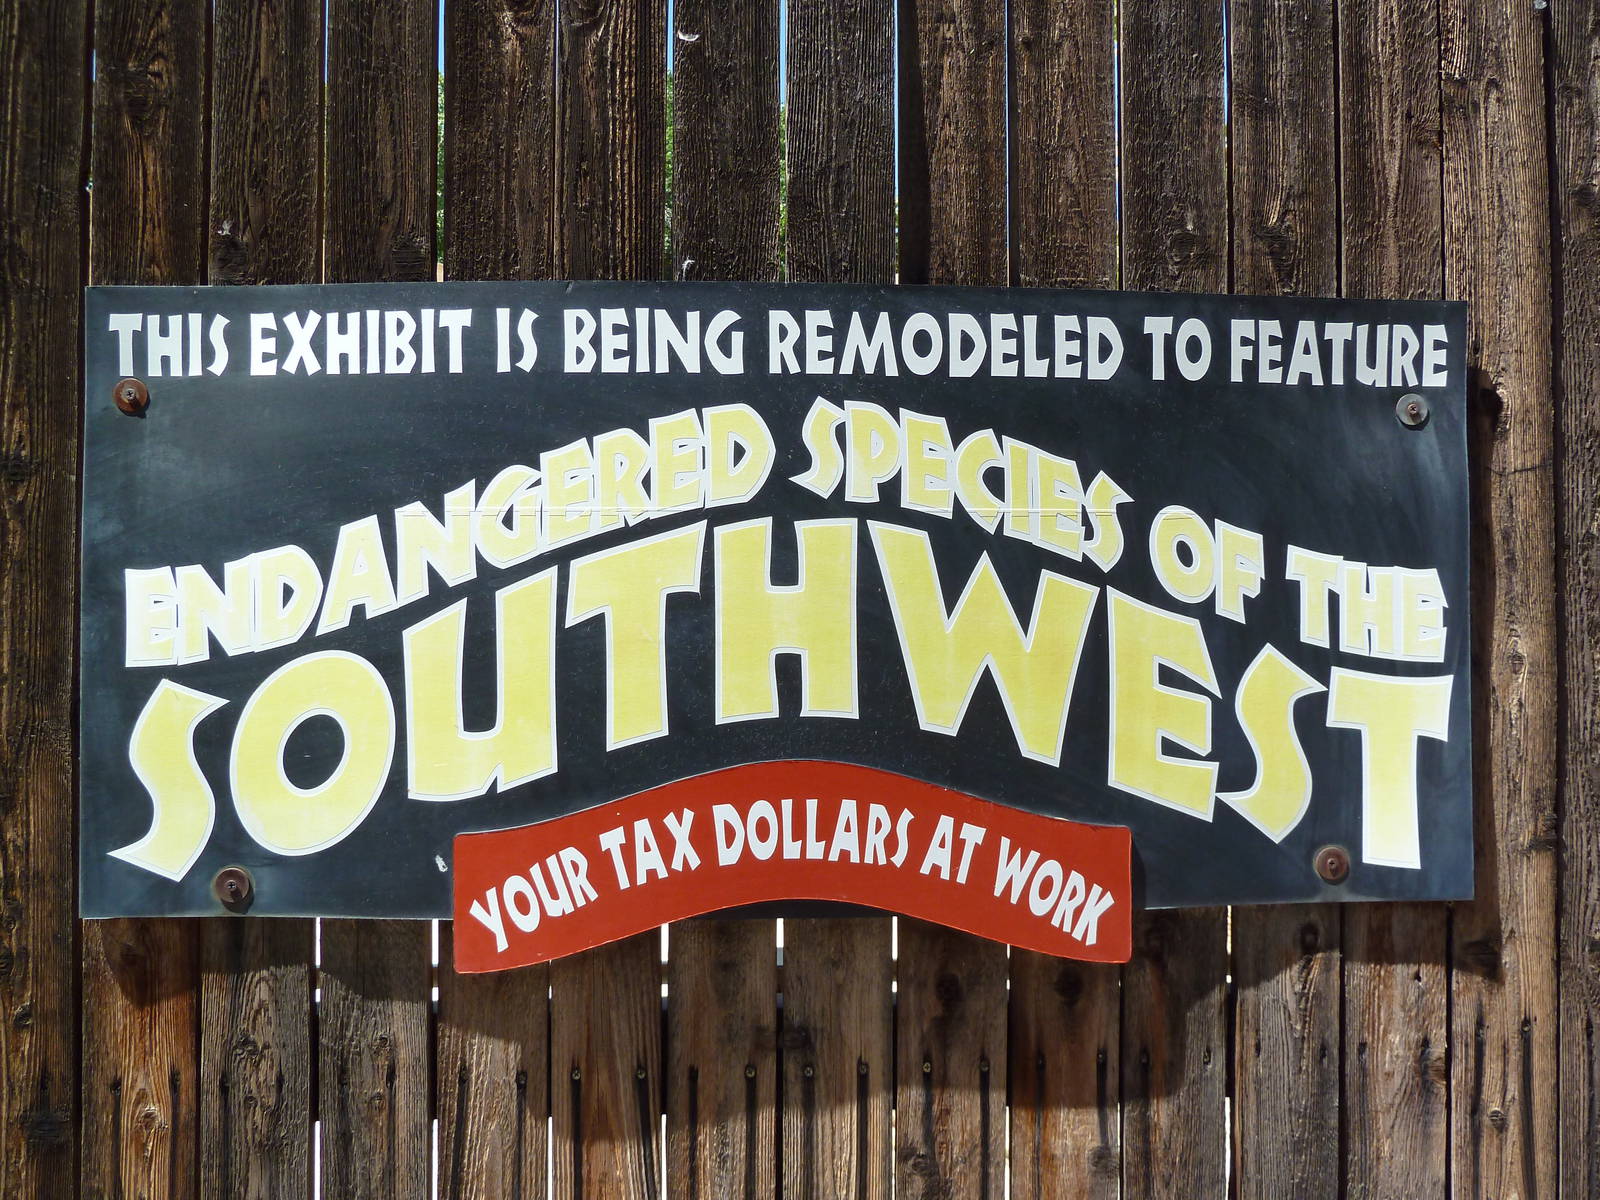 THIS EXHIBIT IS BEING REMODELED TO FEATURE
ENDANGERED SPECIES OF THE
SOUTHWEST
YOUR TAX DOLLARS AT WORK